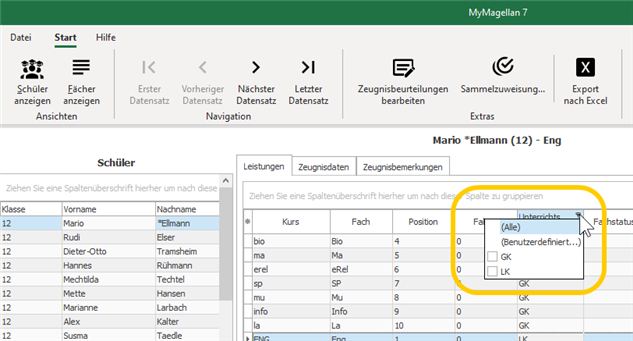 MyMagellan 7
Datei Start Hilfe
Schüler anzeigen
Fächer anzeigen
Erster Datensatz
Vorheriger Datensatz
Nächster Datensatz
Letzter Datensatz
Zeugnisbeurteilungen bearbeiten
Sammelzuweisung...
Export nach Excel
Ansichten Navigation Extras
Mario *Ellmann (12) - Eng
Schüler
Leistungen Zeugnisdaten Zeugnisbemerkungen
Ziehen Sie eine Spaltenüberschrift hierher um nach diese
Ziehen Sie eine Spaltenüberschrift hierher um nach dieser Spalte zu gruppieren
Klasse Vorname Nachname
12 Mario *Ellmann
12 Rudi Elser
12 Dieter-Otto Tramsheim
12 Hannes Rühmann
12 Mechtilda Techtel
12 Mette Hansen
12 Marianne Larbach
12 Alex Kalter
12 Susma Taedle
Kurs Fach Position Fa Unterrichts Fachstatus
bio Bio 4 0
ma Ma 5 0
erel eRel 6 0
sp SP 7 0 GK
mu Mu 8 0 GK
info Info 9 0 GK
la La 10 0 GK
ENG Eng 1 0 LK
(Alle)
(Benutzerdefiniert...)
GK
LK